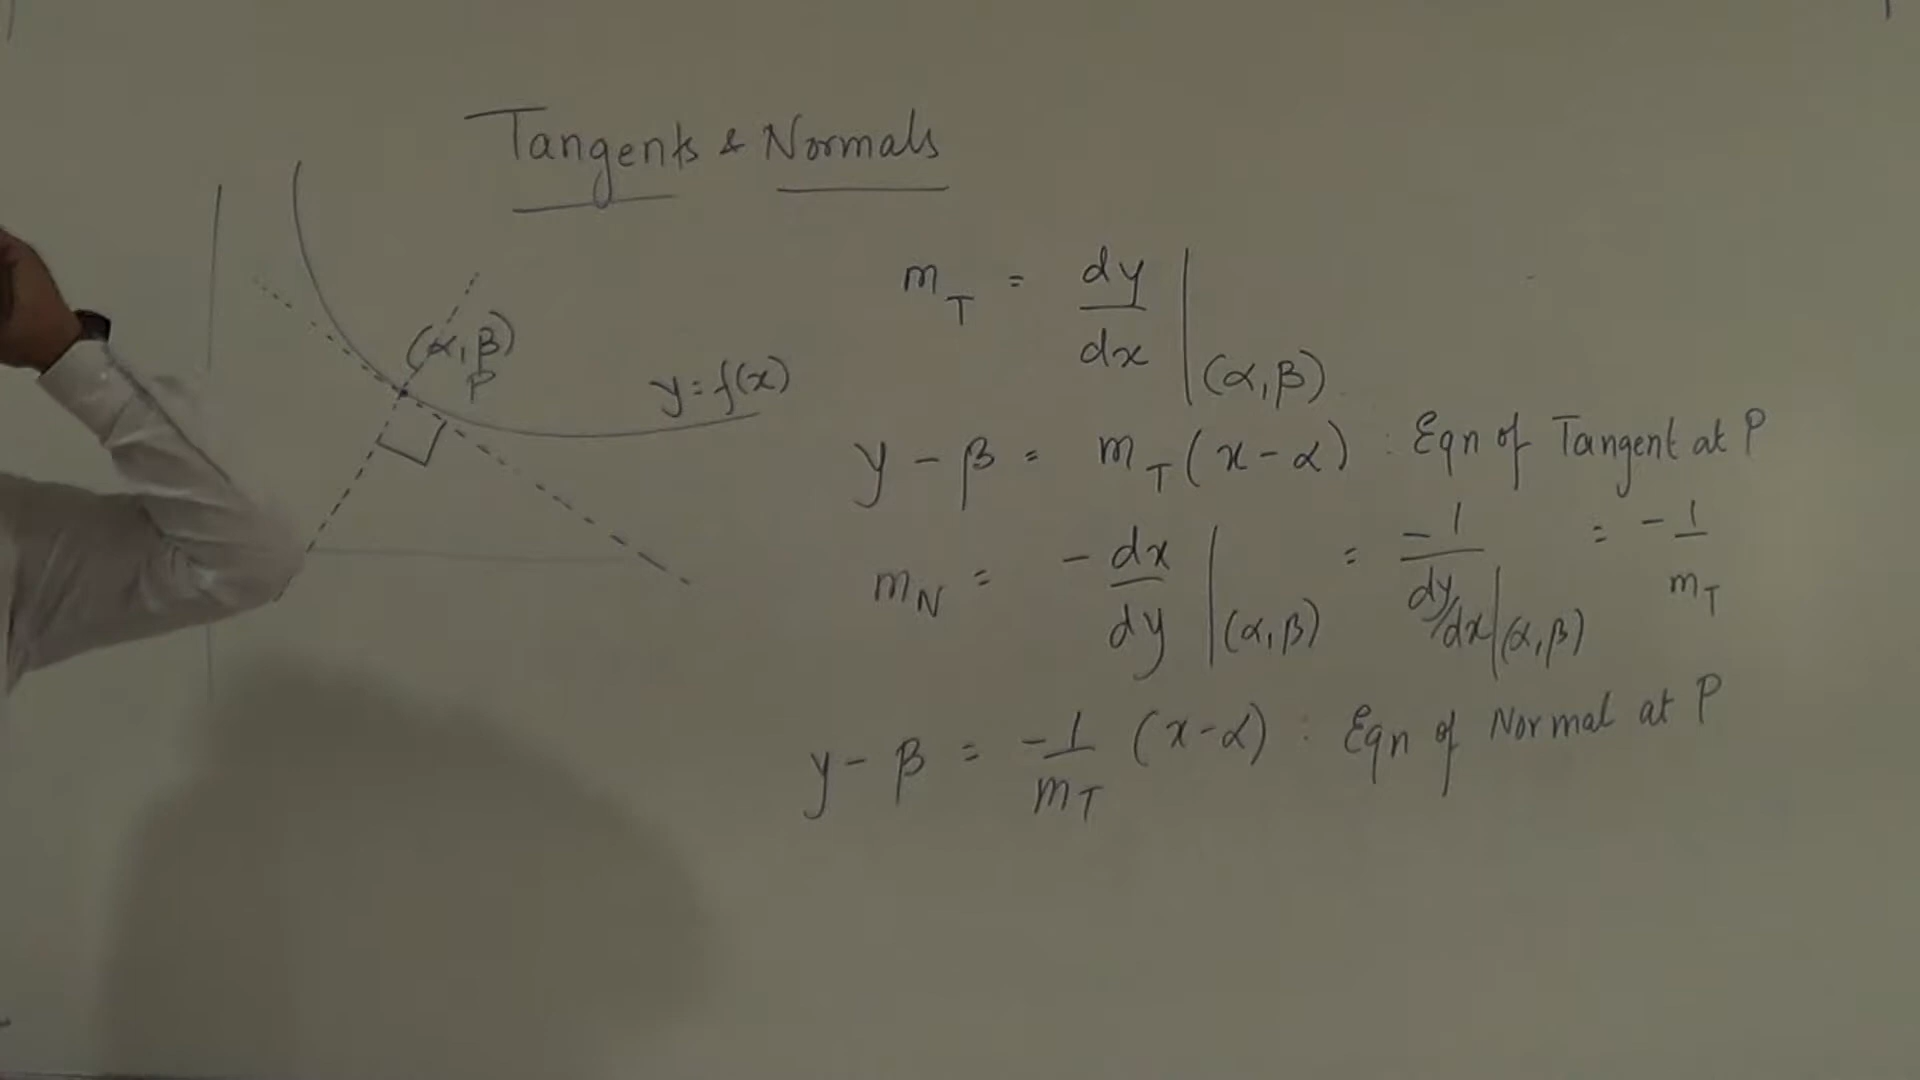 Tangents & Normals
(α, β)
P
y = f(x)
m_T = dy/dx |(α, β)
y - β = m_T (x - α) : Eqn of Tangent at P
m_N = - dx/dy |(α, β) = -1/(dy/dx |(α, β)) = - 1/m_T
y - β = -1/m_T (x - α) : Eqn of Normal at P